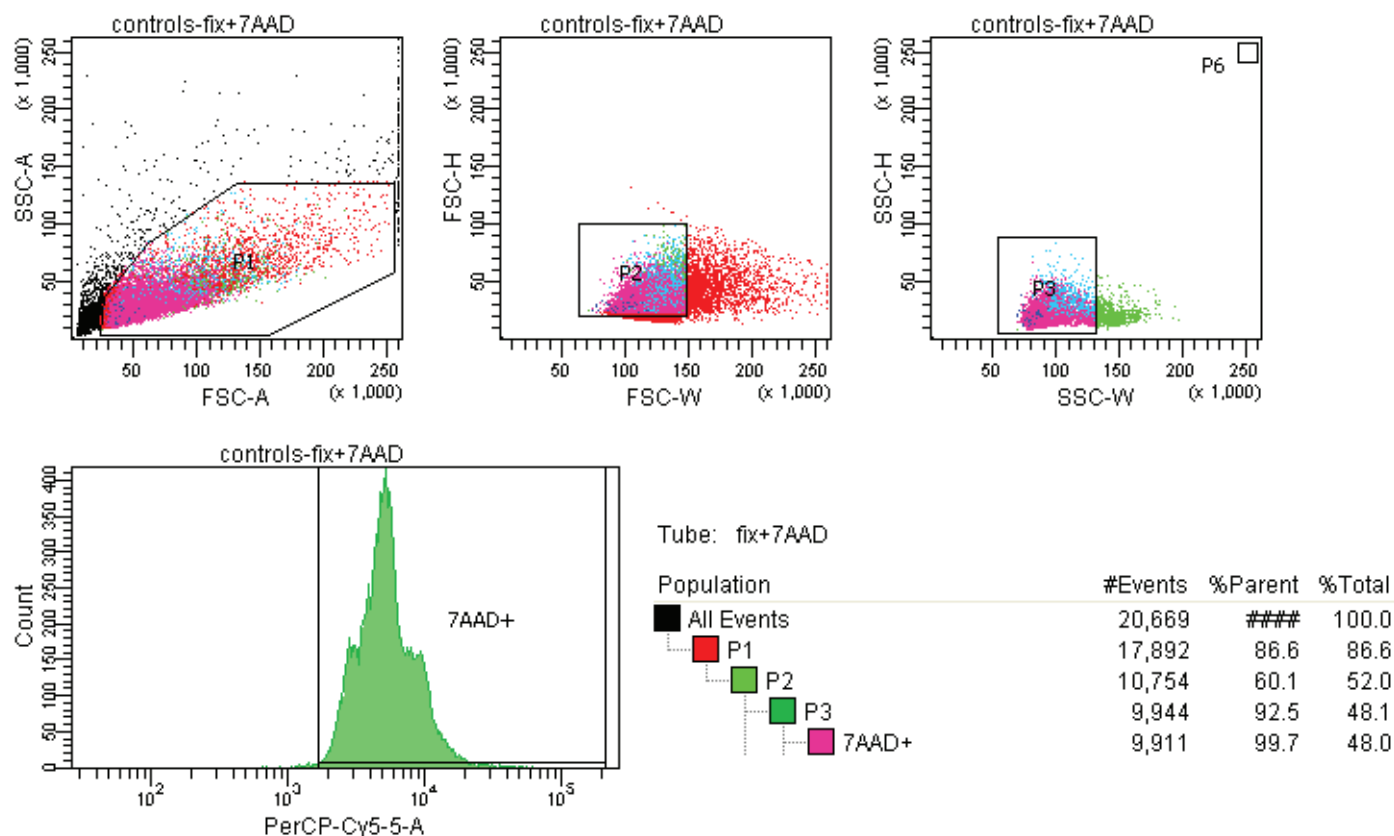 controls-fix+7AAD
(x 1,000)
SSC-A
250
200
150
100
50
P1
50 100 150 200 250
FSC-A (x 1,000)
controls-fix+7AAD
(x 1,000)
FSC-H
250
200
150
100
50
P2
50 100 150 200 250
FSC-W (x 1,000)
controls-fix+7AAD
(x 1,000)
SSC-H
250
200
150
100
50
P6
P3
50 100 150 200 250
SSC-W (x 1,000)
controls-fix+7AAD
Count
400
350
300
250
200
150
100
50
0
7AAD+
10^2 10^3 10^4 10^5
PerCP-Cy5-5-A
Tube: fix+7AAD
Population #Events %Parent %Total
All Events 20,669 #### 100.0
P1 17,892 86.6 86.6
P2 10,754 60.1 52.0
P3 9,944 92.5 48.1
7AAD+ 9,911 99.7 48.0